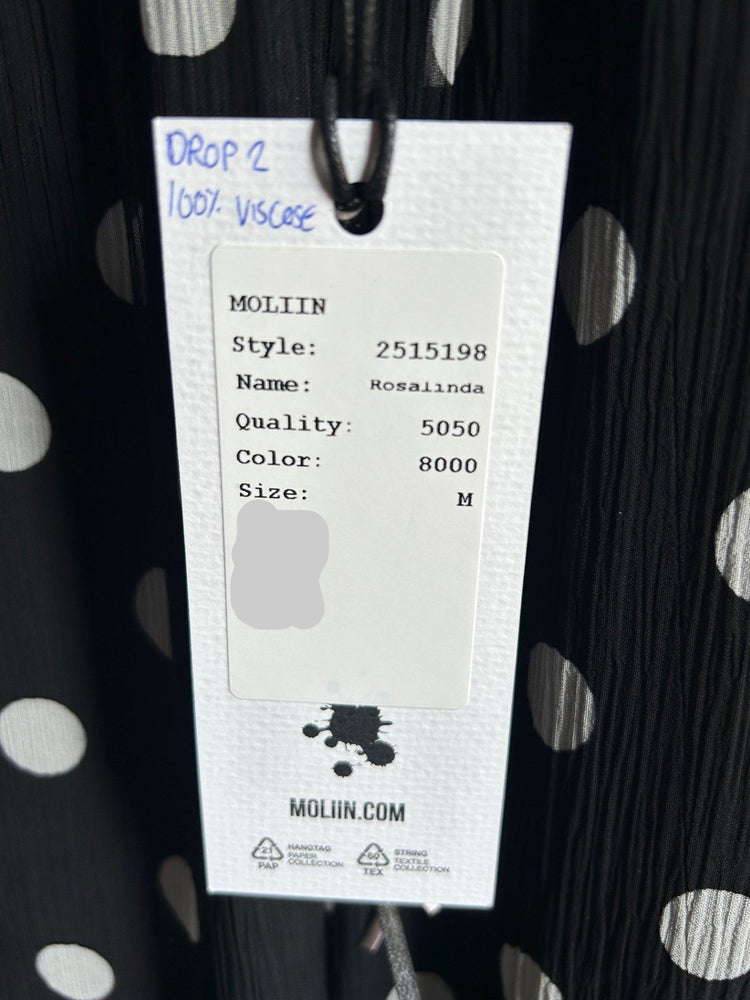 DROP 2
100% VISCOSE
MOLIIN
Style: 2515198
Name: Rosalinda
Quality: 5050
Color: 8000
Size: M
MOLIIN.COM
21
PAP
HANGTAG
PAPER
COLLECTION
60
TEX
STRING
TEXTILE
COLLECTION